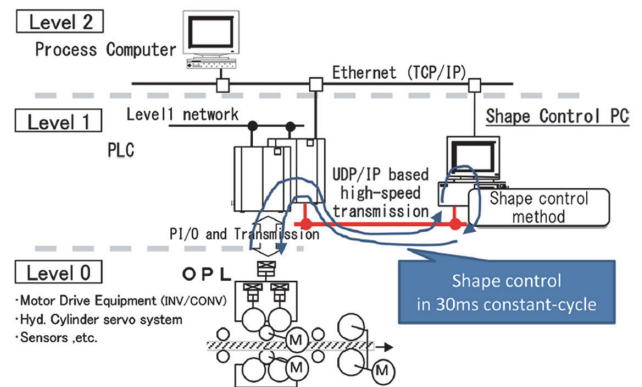 Level 2
Process Computer
Ethernet (TCP/IP)
Level 1
Level1 network
PLC
Shape Control PC
UDP/IP based
high-speed
transmission
Shape control
method
PI/O and Transmission
Level 0
OPL
・Motor Drive Equipment (INV/CONV)
・Hyd. Cylinder servo system
・Sensors ,etc.
Shape control
in 30ms constant-cycle
M
M
M